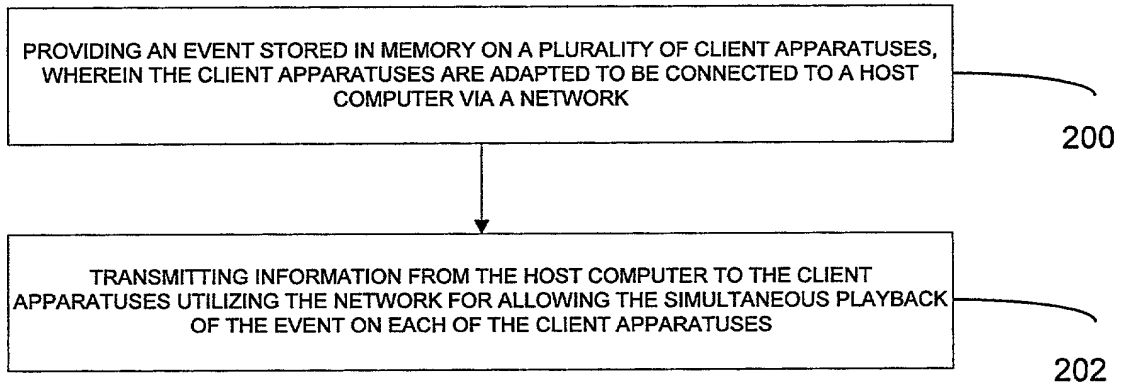 PROVIDING AN EVENT STORED IN MEMORY ON A PLURALITY OF CLIENT APPARATUSES,
WHEREIN THE CLIENT APPARATUSES ARE ADAPTED TO BE CONNECTED TO A HOST
COMPUTER VIA A NETWORK
200
TRANSMITTING INFORMATION FROM THE HOST COMPUTER TO THE CLIENT
APPARATUSES UTILIZING THE NETWORK FOR ALLOWING THE SIMULTANEOUS PLAYBACK
OF THE EVENT ON EACH OF THE CLIENT APPARATUSES
202